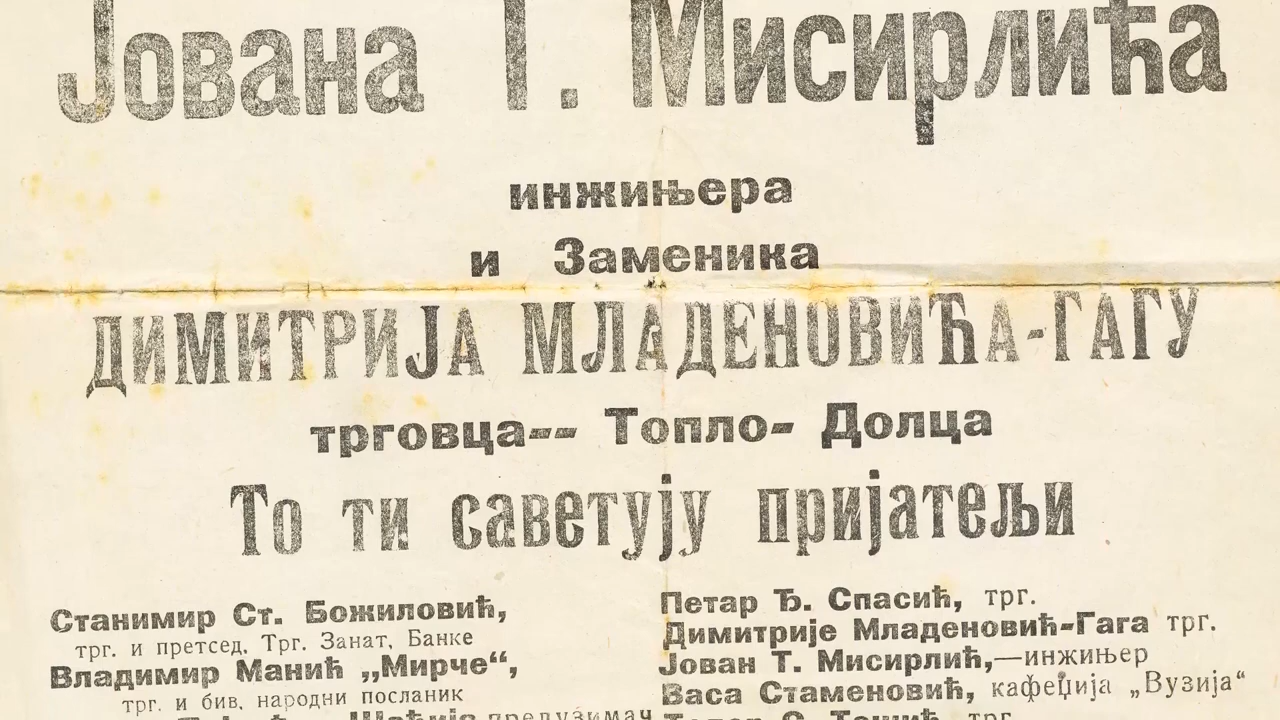 Јована Т. Мисирлића
инжињера
и Заменика
ДИМИТРИЈА МЛАДЕНОВИЋА-ГАГУ
трговца-- Топло- Долца
То ти саветују пријатељи
Станимир Ст. Божиловић,
трг. и претсед. Трг. Занат. Банке
Владимир Манић „Мирче“,
трг. и бив. народни посланик
предузимач
Петар Ђ. Спасић, трг.
Димитрије Младеновић-Гага трг.
Јован Т. Мисирлић,—инжињер
Васа Стаменовић, кафеџија „Вузија“
трг.